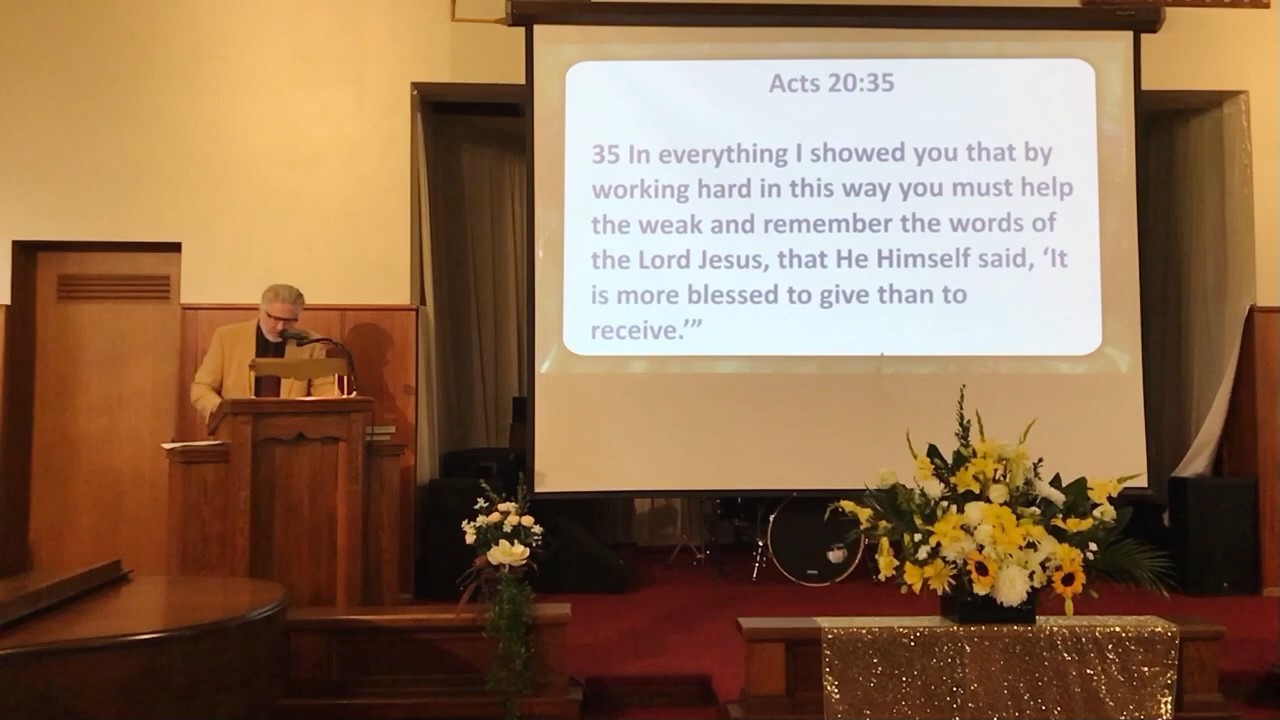 Acts 20:35
35 In everything I showed you that by
working hard in this way you must help
the weak and remember the words of
the Lord Jesus, that He Himself said, ‘It
is more blessed to give than to
receive.’”